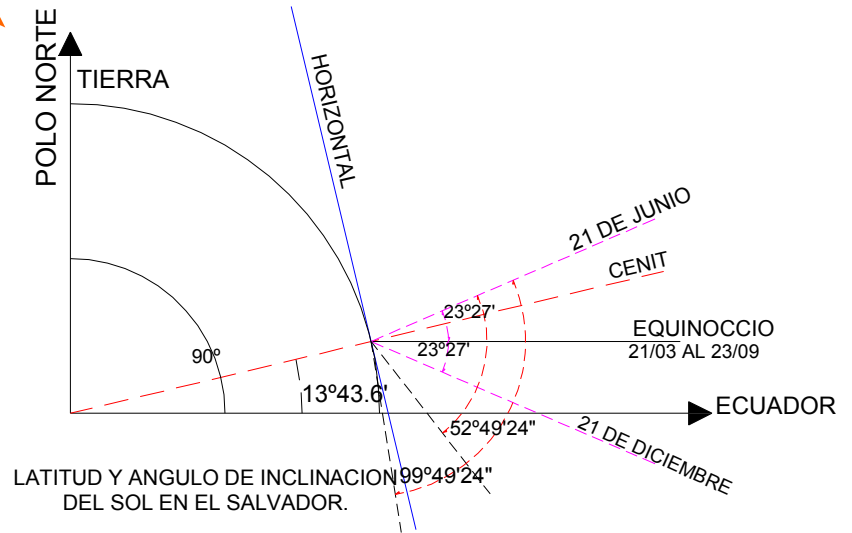 POLO NORTE
TIERRA
HORIZONTAL
21 DE JUNIO
CENIT
23º27'
EQUINOCCIO
23º27'
21/03 AL 23/09
90º
13º43.6'
ECUADOR
52º49'24"
21 DE DICIEMBRE
LATITUD Y ANGULO DE INCLINACION
99º49'24"
DEL SOL EN EL SALVADOR.